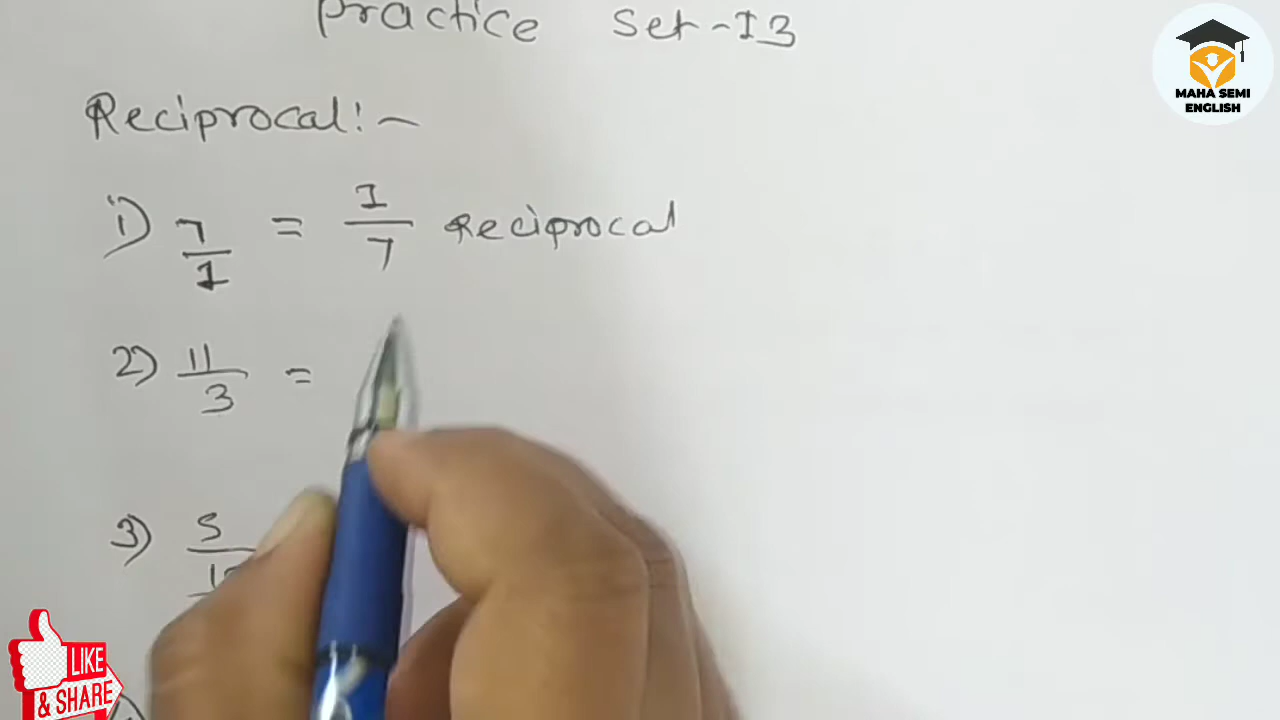 Practice Set-13
Reciprocal:-
1) 7/1 = 1/7 Reciprocal
2) 11/3 =
3) 5/
MAHA SEMI
ENGLISH
LIKE
& SHARE